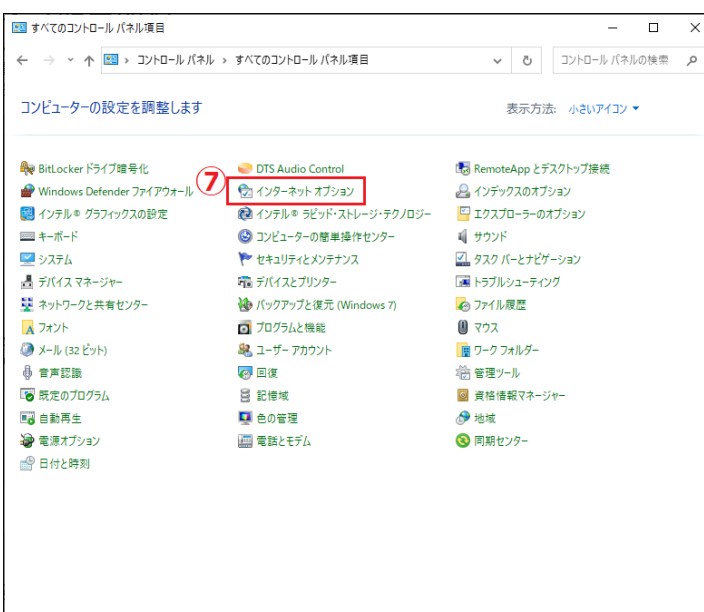 すべてのコントロール パネル項目
コントロール パネル › すべてのコントロール パネル項目
コントロール パネルの検索
コンピューターの設定を調整します
表示方法: 小さいアイコン
BitLocker ドライブ暗号化
DTS Audio Control
RemoteApp とデスクトップ接続
Windows Defender ファイアウォール
⑦
インターネット オプション
インデックスのオプション
インテル® グラフィックスの設定
インテル® ラピッド・ストレージ・テクノロジー
エクスプローラーのオプション
キーボード
コンピューターの簡単操作センター
サウンド
システム
セキュリティとメンテナンス
タスク バーとナビゲーション
デバイス マネージャー
デバイスとプリンター
トラブルシューティング
ネットワークと共有センター
バックアップと復元 (Windows 7)
ファイル履歴
フォント
プログラムと機能
マウス
メール (32 ビット)
ユーザー アカウント
ワーク フォルダー
音声認識
回復
管理ツール
既定のプログラム
記憶域
資格情報マネージャー
自動再生
色の管理
地域
電源オプション
電話とモデム
同期センター
日付と時刻